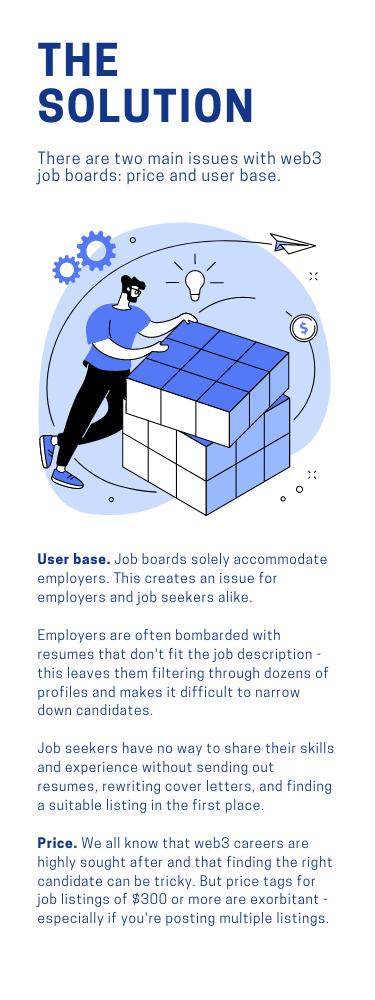 THE
SOLUTION
There are two main issues with web3
job boards: price and user base.
$
User base. Job boards solely accommodate
employers. This creates an issue for
employers and job seekers alike.
Employers are often bombarded with
resumes that don't fit the job description -
this leaves them filtering through dozens of
profiles and makes it difficult to narrow
down candidates.
Job seekers have no way to share their skills
and experience without sending out
resumes, rewriting cover letters, and finding
a suitable listing in the first place.
Price. We all know that web3 careers are
highly sought after and that finding the right
candidate can be tricky. But price tags for
job listings of $300 or more are exorbitant -
especially if you're posting multiple listings.